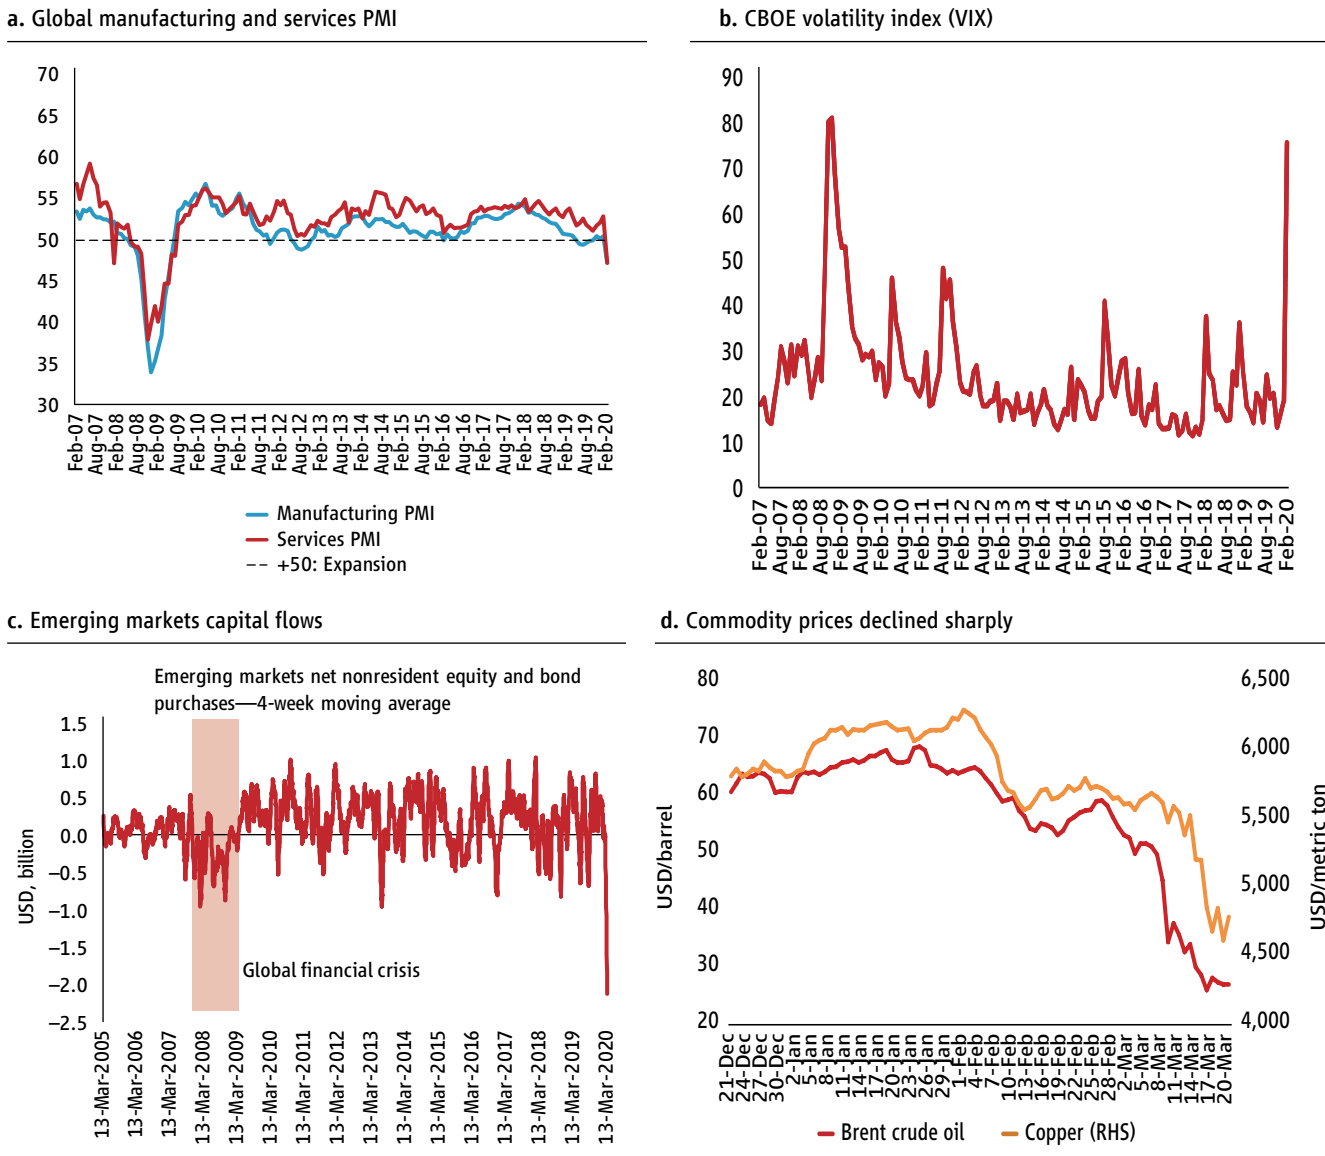 a. Global manufacturing and services PMI
70
65
60
55
50
45
40
35
30
Feb-07
Aug-07
Feb-08
Aug-08
Feb-09
Aug-09
Feb-10
Aug-10
Feb-11
Aug-11
Feb-12
Aug-12
Feb-13
Aug-13
Feb-14
Aug-14
Feb-15
Aug-15
Feb-16
Aug-16
Feb-17
Aug-17
Feb-18
Aug-18
Feb-19
Aug-19
Feb-20
Manufacturing PMI
Services PMI
+50: Expansion
b. CBOE volatility index (VIX)
90
80
70
60
50
40
30
20
10
0
Feb-07
Aug-07
Feb-08
Aug-08
Feb-09
Aug-09
Feb-10
Aug-10
Feb-11
Aug-11
Feb-12
Aug-12
Feb-13
Aug-13
Feb-14
Aug-14
Feb-15
Aug-15
Feb-16
Aug-16
Feb-17
Aug-17
Feb-18
Aug-18
Feb-19
Aug-19
Feb-20
c. Emerging markets capital flows
Emerging markets net nonresident equity and bond
purchases—4-week moving average
USD, billion
1.5
1.0
0.5
0.0
−0.5
−1.0
−1.5
−2.0
−2.5
Global financial crisis
13-Mar-2005
13-Mar-2006
13-Mar-2007
13-Mar-2008
13-Mar-2009
13-Mar-2010
13-Mar-2011
13-Mar-2012
13-Mar-2013
13-Mar-2014
13-Mar-2015
13-Mar-2016
13-Mar-2017
13-Mar-2018
13-Mar-2019
13-Mar-2020
d. Commodity prices declined sharply
USD/barrel
80
70
60
50
40
30
20
6,500
6,000
5,500
5,000
4,500
4,000
USD/metric ton
21-Dec
24-Dec
27-Dec
30-Dec
2-Jan
5-Jan
8-Jan
11-Jan
14-Jan
17-Jan
20-Jan
23-Jan
26-Jan
29-Jan
1-Feb
4-Feb
7-Feb
10-Feb
13-Feb
16-Feb
19-Feb
22-Feb
25-Feb
28-Feb
2-Mar
5-Mar
8-Mar
11-Mar
14-Mar
17-Mar
20-Mar
Brent crude oil
Copper (RHS)